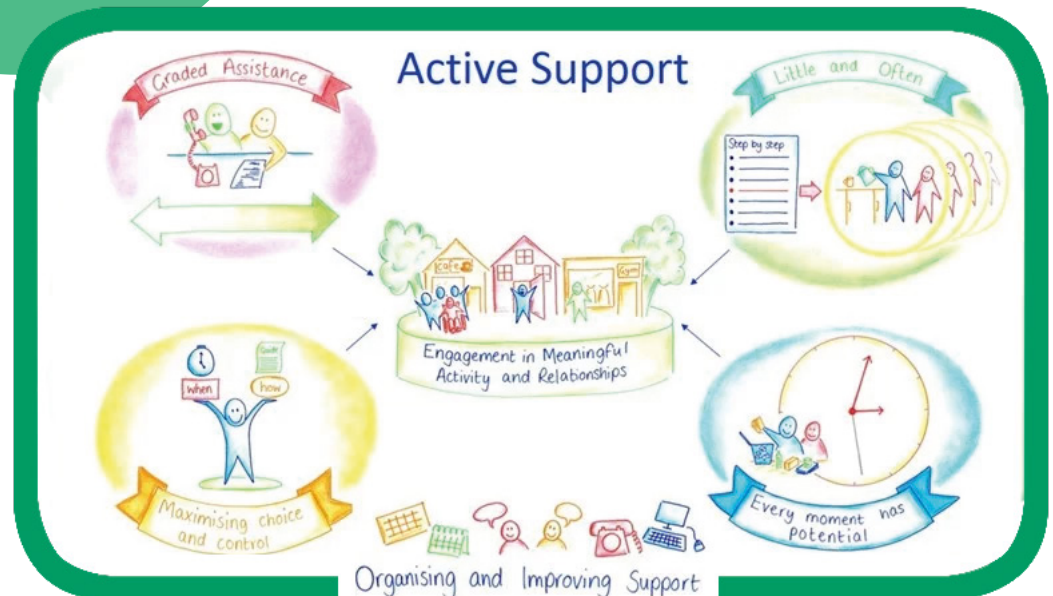 Active Support
Graded Assistance
Little and Often
Step by step
Kafe
Gym
Engagement in Meaningful
Activity and Relationships
when
how
Maximising choice
and control
Every moment has
potential
Organising and Improving Support